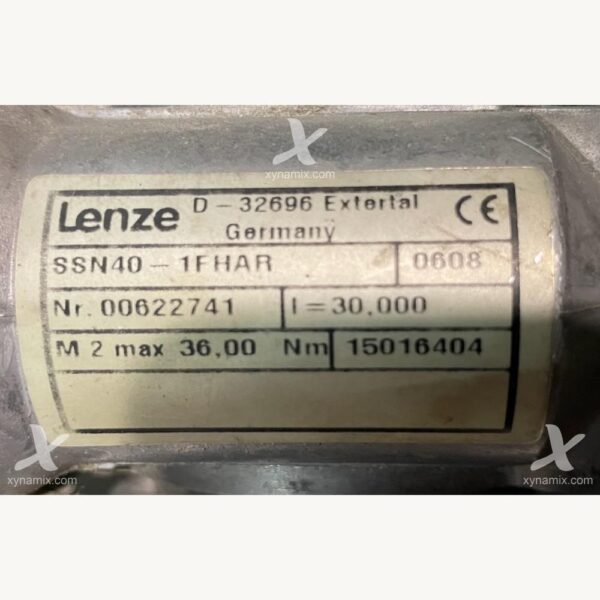 X
xynamix.com
Lenze D - 32696 Extertal CE
Germany
SSN40 - 1FHAR 0608
Nr. 00622741 I = 30,000
M 2 max 36,00 Nm 15016404
X
xynamix.com
X
xynamix.com